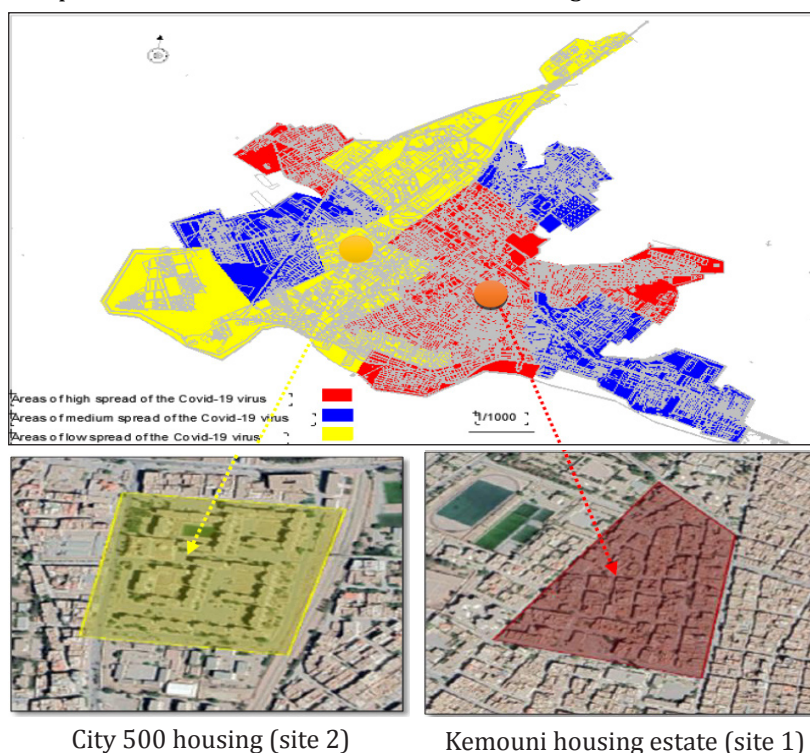 Areas of high spread of the Covid-19 virus
Areas of medium spread of the Covid-19 virus
Areas of low spread of the Covid-19 virus
1/1000
City 500 housing (site 2)
Kemouni housing estate (site 1)